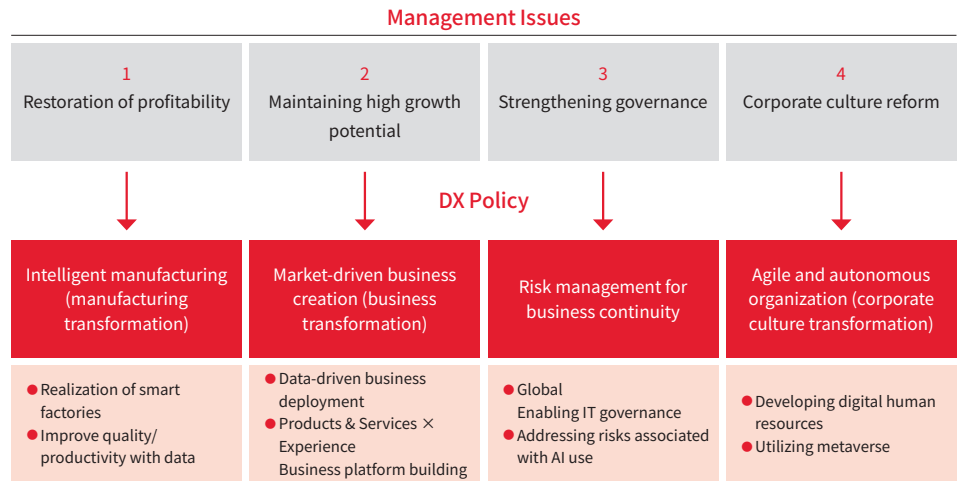 Management Issues
1
Restoration of profitability
2
Maintaining high growth
potential
3
Strengthening governance
4
Corporate culture reform
DX Policy
Intelligent manufacturing
(manufacturing
transformation)
Market-driven business
creation (business
transformation)
Risk management for
business continuity
Agile and autonomous
organization (corporate
culture transformation)
● Realization of smart
factories
● Improve quality/
productivity with data
● Data-driven business
deployment
● Products & Services ×
Experience
Business platform building
● Global
Enabling IT governance
● Addressing risks associated
with AI use
● Developing digital human
resources
● Utilizing metaverse